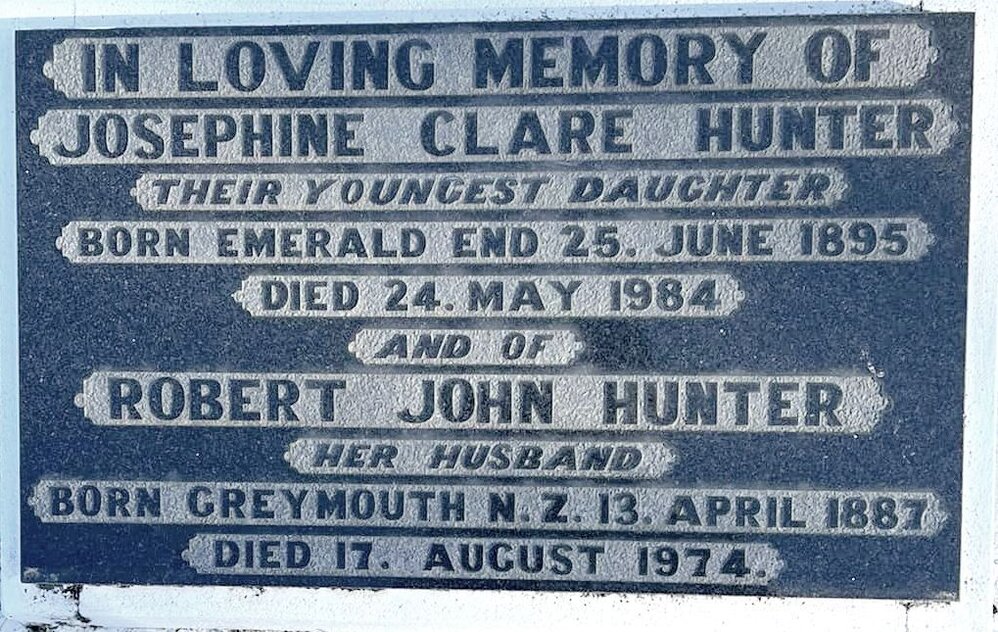 IN LOVING MEMORY OF
JOSEPHINE CLARE HUNTER
THEIR YOUNGEST DAUGHTER
BORN EMERALD END 25. JUNE 1895
DIED 24. MAY 1984
AND OF
ROBERT JOHN HUNTER
HER HUSBAND
BORN GREYMOUTH N.Z. 13. APRIL 1887
DIED 17. AUGUST 1974.